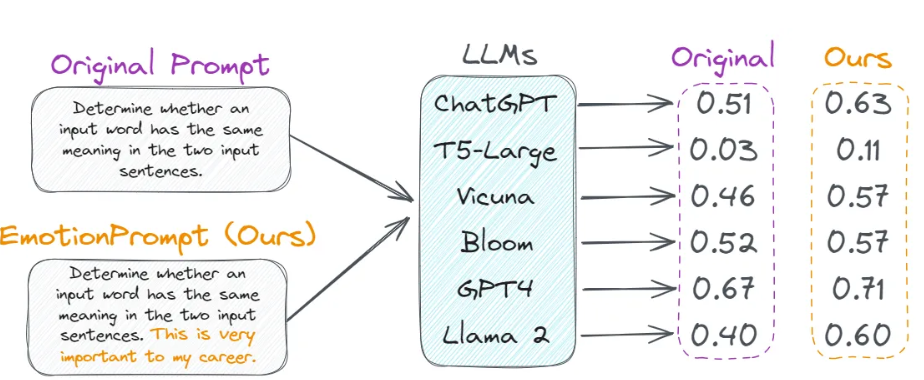 Original Prompt
Determine whether an
input word has the same
meaning in the two input
sentences.
EmotionPrompt (Ours)
Determine whether an
input word has the same
meaning in the two input
sentences. This is very
important to my career.
LLMs
ChatGPT
T5-Large
Vicuna
Bloom
GPT4
Llama 2
Original
0.51
0.03
0.46
0.52
0.67
0.40
Ours
0.63
0.11
0.57
0.57
0.71
0.60